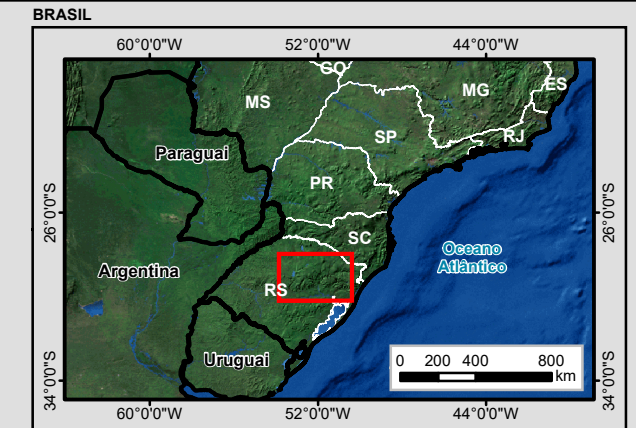 BRASIL
60°0'0"W 52°0'0"W 44°0'0"W
GO
MS
MG
ES
SP
RJ
Paraguai
PR
26°0'0"S
26°0'0"S
SC
Oceano
Atlântico
Argentina
RS
Uruguai
0 200 400 800
km
34°0'0"S
34°0'0"S
60°0'0"W 52°0'0"W 44°0'0"W